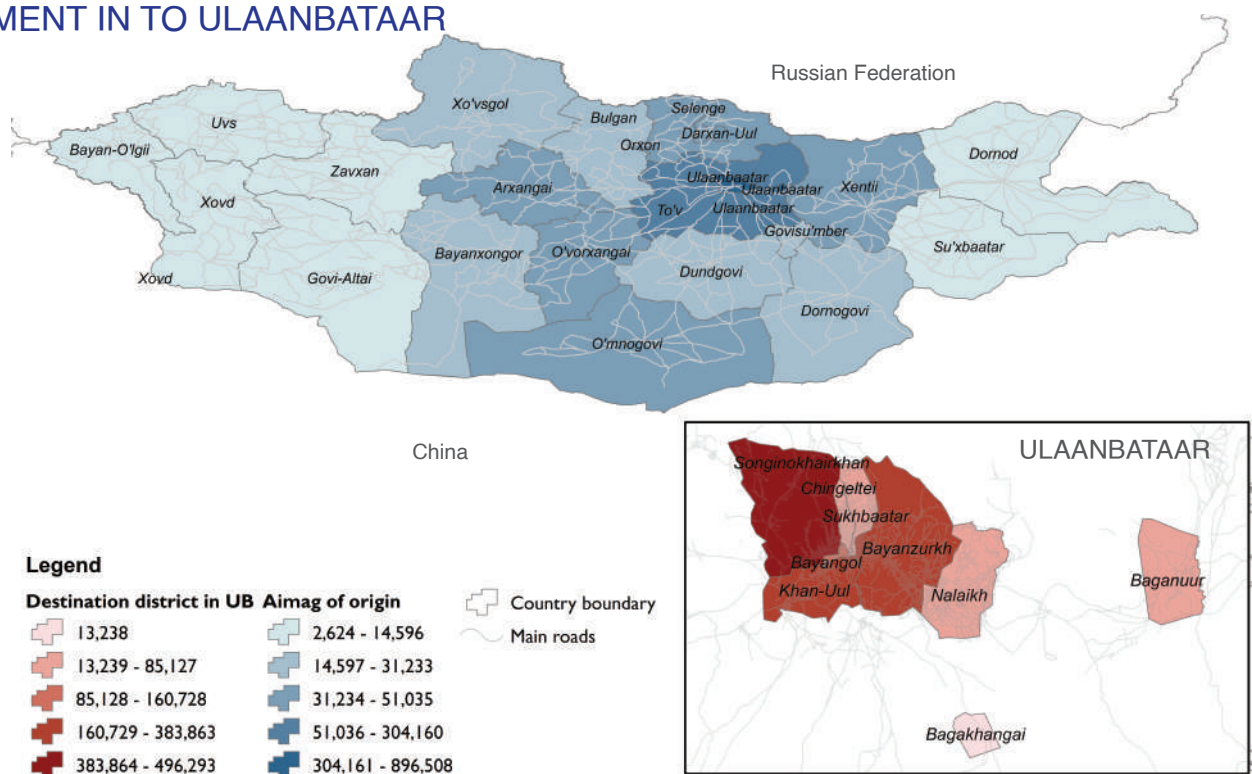 MENT IN TO ULAANBATAAR
Russian Federation
Xo'vsgol
Bulgan
Selenge
Uvs
Darxan-Uul
Bayan-O'lgii
Orxon
Dornod
Zavxan
Ulaanbaatar
Arxangai
Ulaanbaatar
Xentii
Xovd
To'v
Ulaanbaatar
Govisu'mber
Su'xbaatar
Bayanxongor
O'vorxangai
Dundgovi
Xovd
Govi-Altai
Dornogovi
O'mnogovi
China
ULAANBATAAR
Songinokhairkhan
Chingeltei
Sukhbaatar
Bayanzurkh
Bayangol
Khan-Uul
Nalaikh
Baganuur
Bagakhangai
Legend
Destination district in UB
13,238
13,239 - 85,127
85,128 - 160,728
160,729 - 383,863
383,864 - 496,293
Aimag of origin
2,624 - 14,596
14,597 - 31,233
31,234 - 51,035
51,036 - 304,160
304,161 - 896,508
Country boundary
Main roads